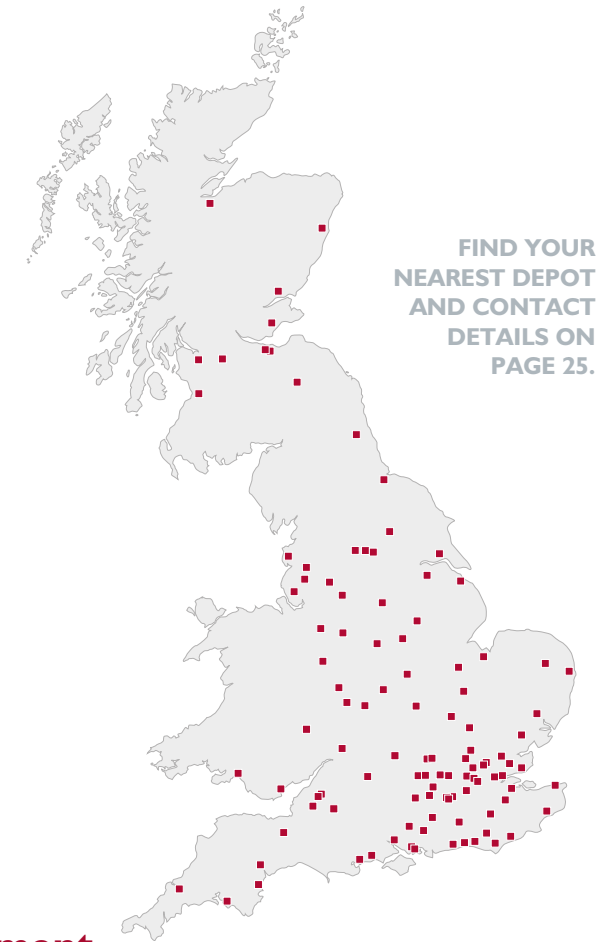 FIND YOUR
NEAREST DEPOT
AND CONTACT
DETAILS ON
PAGE 25.